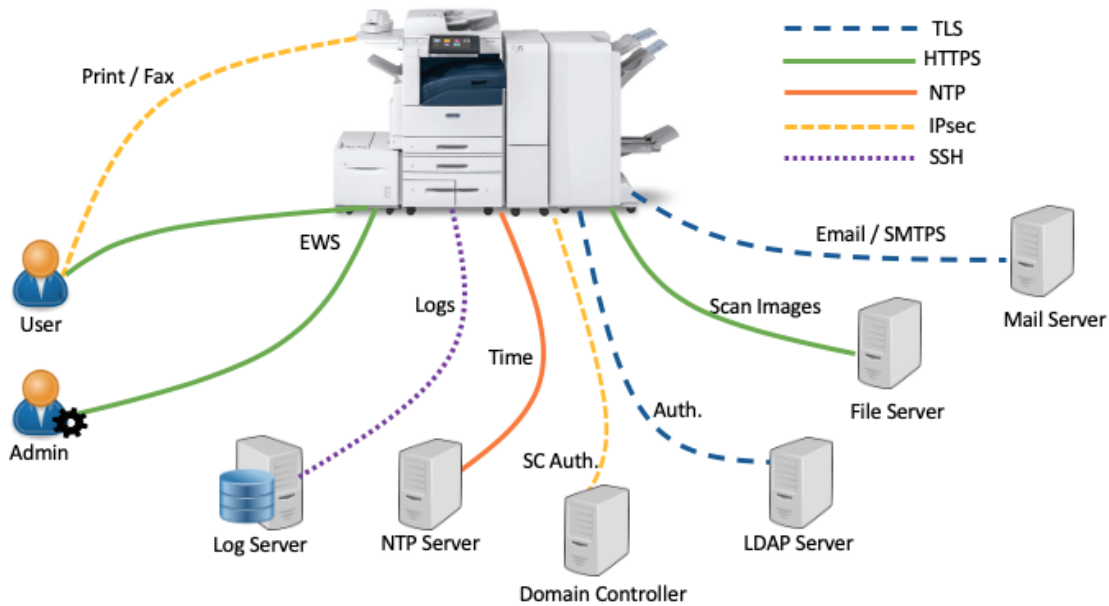 TLS
HTTPS
NTP
IPsec
SSH
Print / Fax
EWS
Email / SMTPS
User
Logs
Scan Images
Mail Server
Time
File Server
Auth.
Admin
SC Auth.
Log Server
NTP Server
LDAP Server
Domain Controller